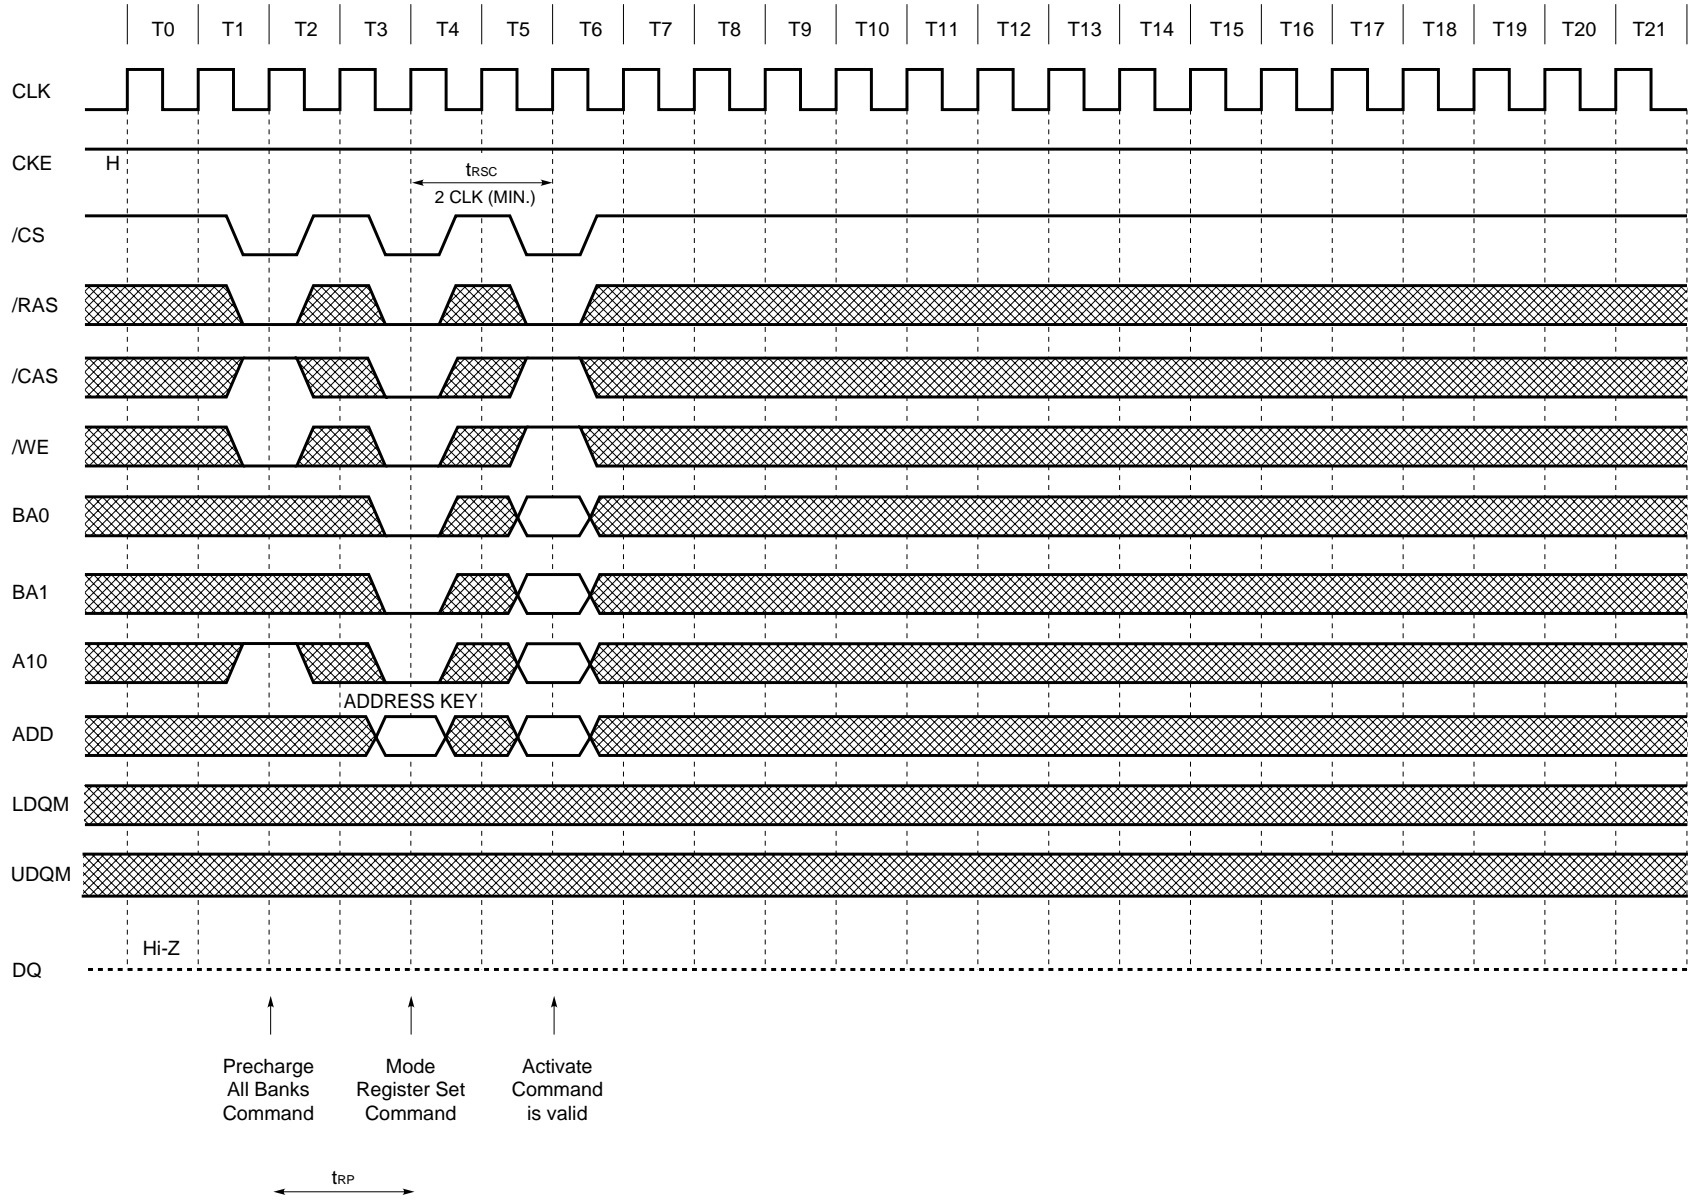 T0 T1 T2 T3 T4 T5 T6 T7 T8 T9 T10 T11 T12 T13 T14 T15 T16 T17 T18 T19 T20 T21
CLK
CKE H
tRSC
2 CLK (MIN.)
/CS
/RAS
/CAS
/WE
BA0
BA1
A10
ADDRESS KEY
ADD
LDQM
UDQM
Hi-Z
DQ
Precharge
All Banks
Command
Mode
Register Set
Command
Activate
Command
is valid
tRP